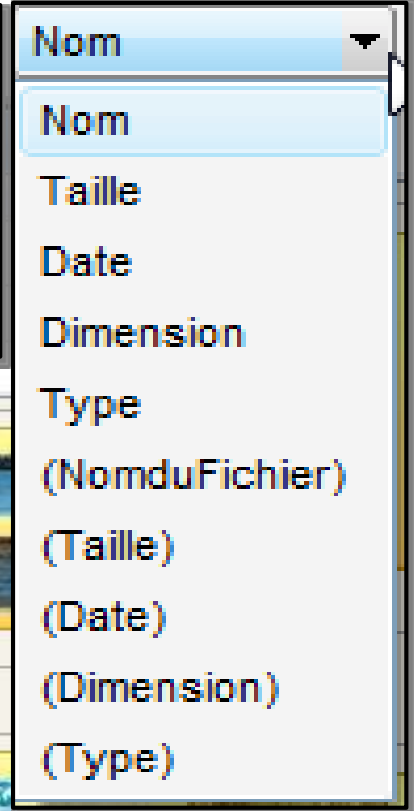 Nom
Nom
Taille
Date
Dimension
Type
(NomduFichier)
(Taille)
(Date)
(Dimension)
(Type)